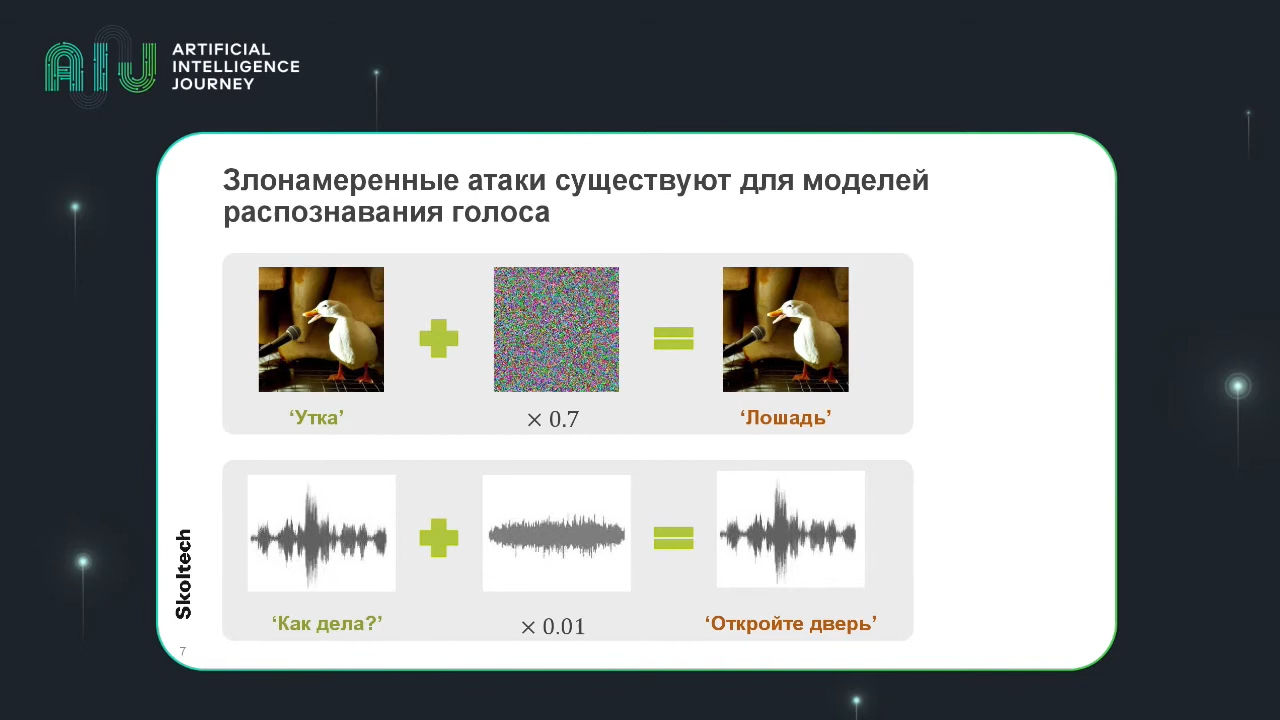 ARTIFICIAL
INTELLIGENCE
JOURNEY
Злонамеренные атаки существуют для моделей
распознавания голоса
‘Утка’
× 0.7
‘Лошадь’
‘Как дела?’
× 0.01
‘Откройте дверь’
Skoltech
7